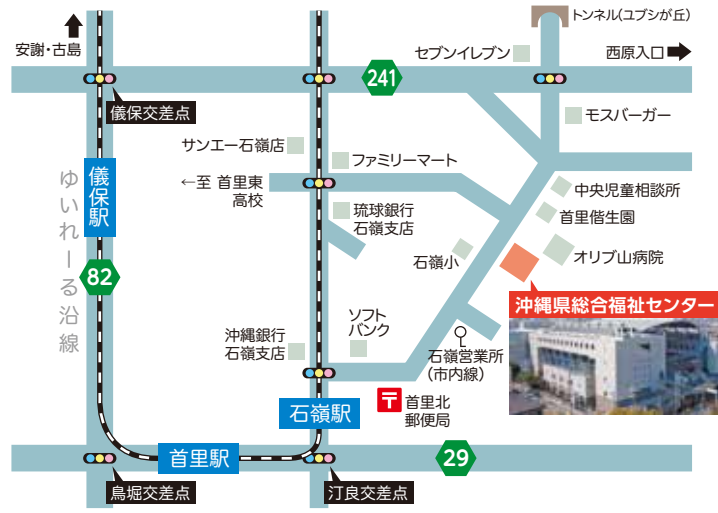 トンネル(ユブシが丘)
安謝・古島
セブンイレブン
西原入口
241
儀保交差点
モスバーガー
サンエー石嶺店
ファミリーマート
←至 首里東
高校
儀保駅
ゆいれーる沿線
中央児童相談所
首里偕生園
琉球銀行
石嶺支店
オリブ山病院
石嶺小
82
沖縄県総合福祉センター
ソフト
バンク
沖縄銀行
石嶺支店
石嶺営業所
(市内線)
首里北
郵便局
石嶺駅
首里駅
29
鳥堀交差点
汀良交差点